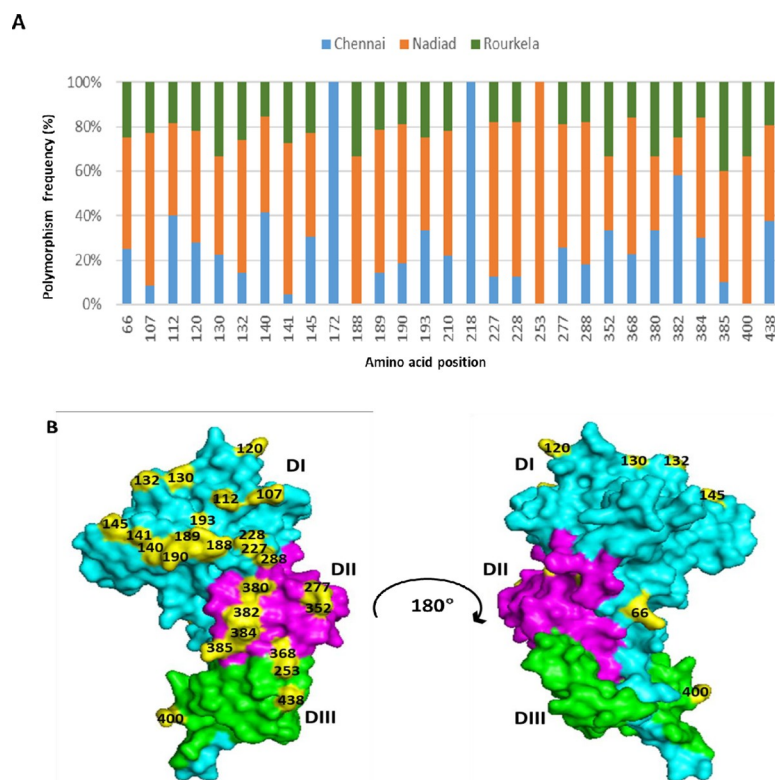 A
Chennai Nadiad Rourkela
Polymorphism frequency (%)
100%
80%
60%
40%
20%
0%
66 107 112 120 130 132 140 141 145 172 188 189 190 193 210 218 227 228 253 277 288 352 368 380 382 384 385 400 438
Amino acid position
B
120
DI
132 130
112 107
145
193
141
189
228
140
188
227
190
288
DII
380
277
382
352
384
385
368
253
438
400
DIII
180°
120
DI
130 132
145
DII
66
400
DIII